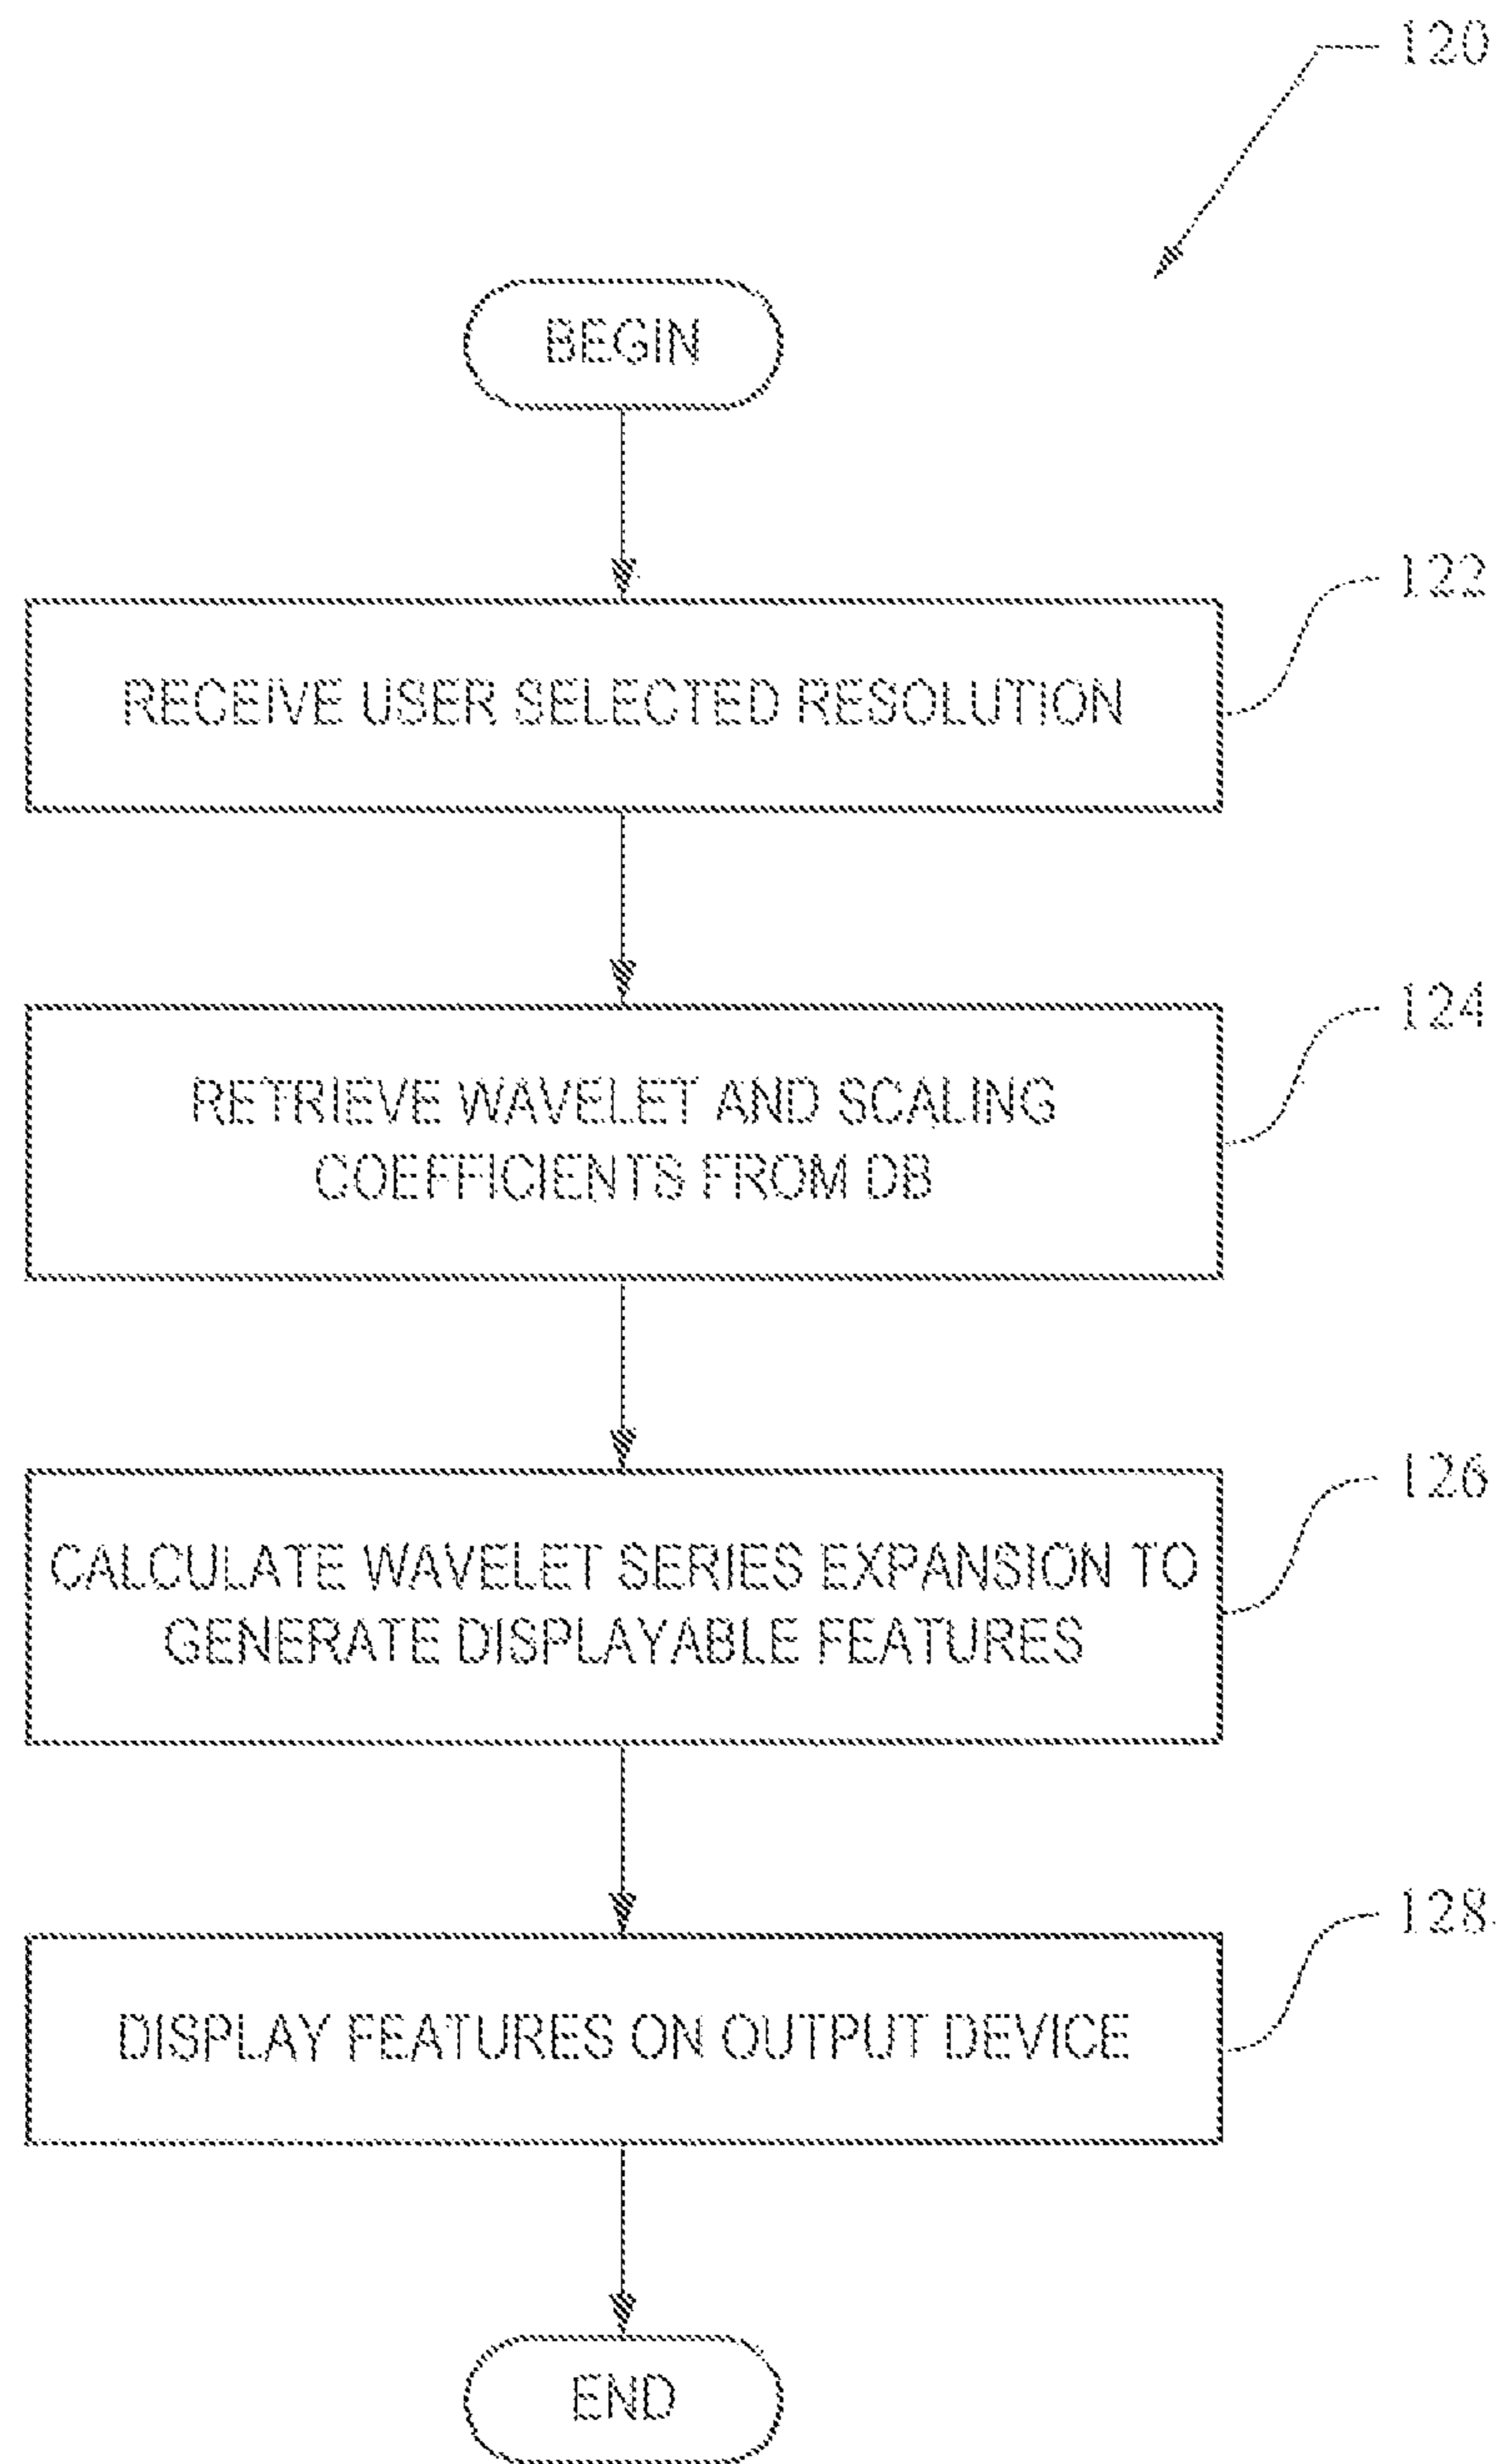 120
BEGIN
122
RECEIVE USER SELECTED RESOLUTION
124
RETRIEVE WAVELET AND SCALING
COEFFICIENTS FROM DB
126
CALCULATE WAVELET SERIES EXPANSION TO
GENERATE DISPLAYABLE FEATURES
128
DISPLAY FEATURES ON OUTPUT DEVICE
END